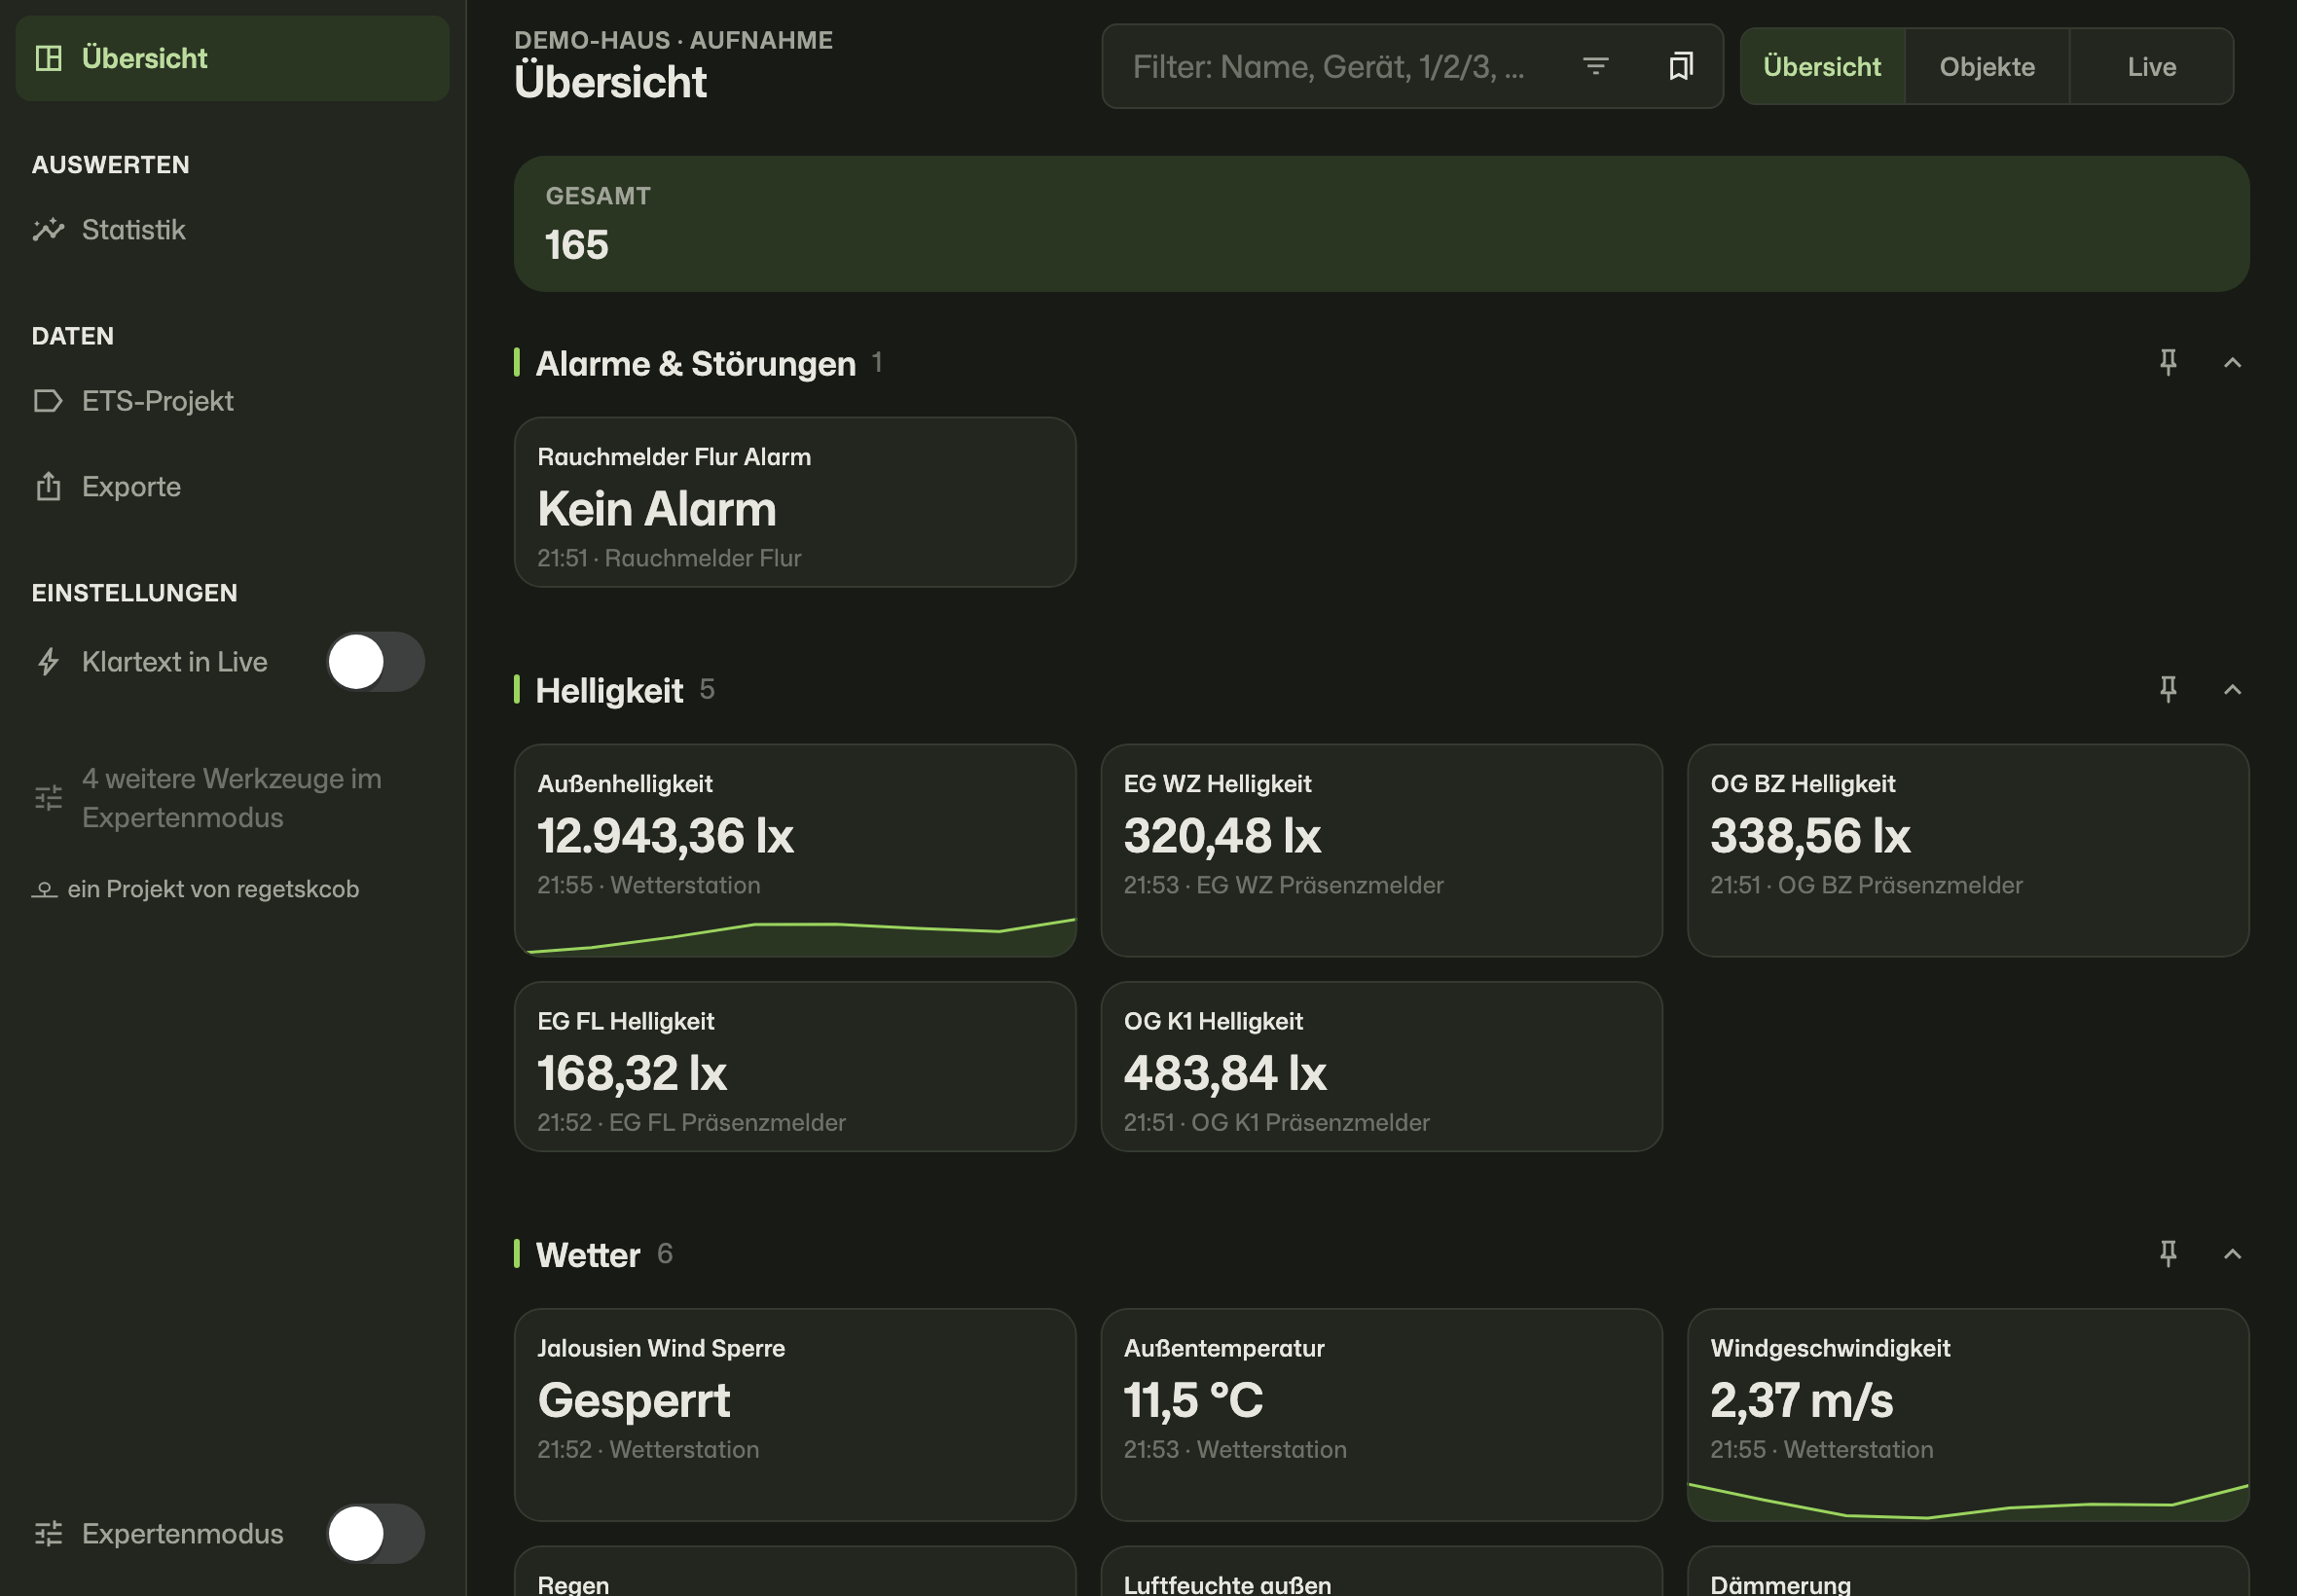 Übersicht
AUSWERTEN
Statistik
DATEN
ETS-Projekt
Exporte
EINSTELLUNGEN
Klartext in Live
4 weitere Werkzeuge im
Expertenmodus
ein Projekt von regetskcob
Expertenmodus
DEMO-HAUS · AUFNAHME
Übersicht
Filter: Name, Gerät, 1/2/3, ...
Übersicht
Objekte
Live
GESAMT
165
Alarme & Störungen 1
Rauchmelder Flur Alarm
Kein Alarm
21:51 · Rauchmelder Flur
Helligkeit 5
Außenhelligkeit
12.943,36 lx
21:55 · Wetterstation
EG WZ Helligkeit
320,48 lx
21:53 · EG WZ Präsenzmelder
OG BZ Helligkeit
338,56 lx
21:51 · OG BZ Präsenzmelder
EG FL Helligkeit
168,32 lx
21:52 · EG FL Präsenzmelder
OG K1 Helligkeit
483,84 lx
21:51 · OG K1 Präsenzmelder
Wetter 6
Jalousien Wind Sperre
Gesperrt
21:52 · Wetterstation
Außentemperatur
11,5 °C
21:53 · Wetterstation
Windgeschwindigkeit
2,37 m/s
21:55 · Wetterstation
Regen
Luftfeuchte außen
Dämmerung